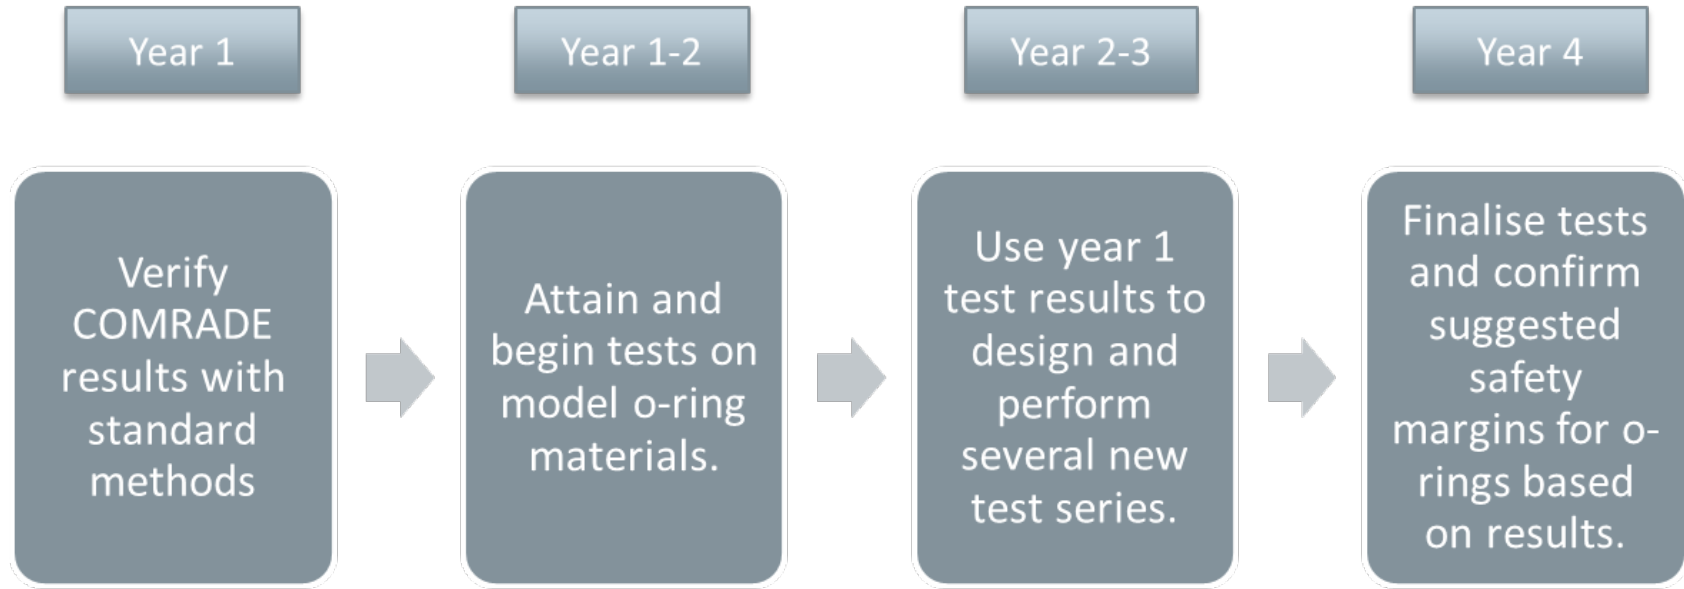 Year 1
Year 1-2
Year 2-3
Year 4
Verify
COMRADE
results with
standard
methods
Attain and
begin tests on
model o-ring
materials.
Use year 1
test results to
design and
perform
several new
test series.
Finalise tests
and confirm
suggested
safety
margins for o-
rings based
on results.